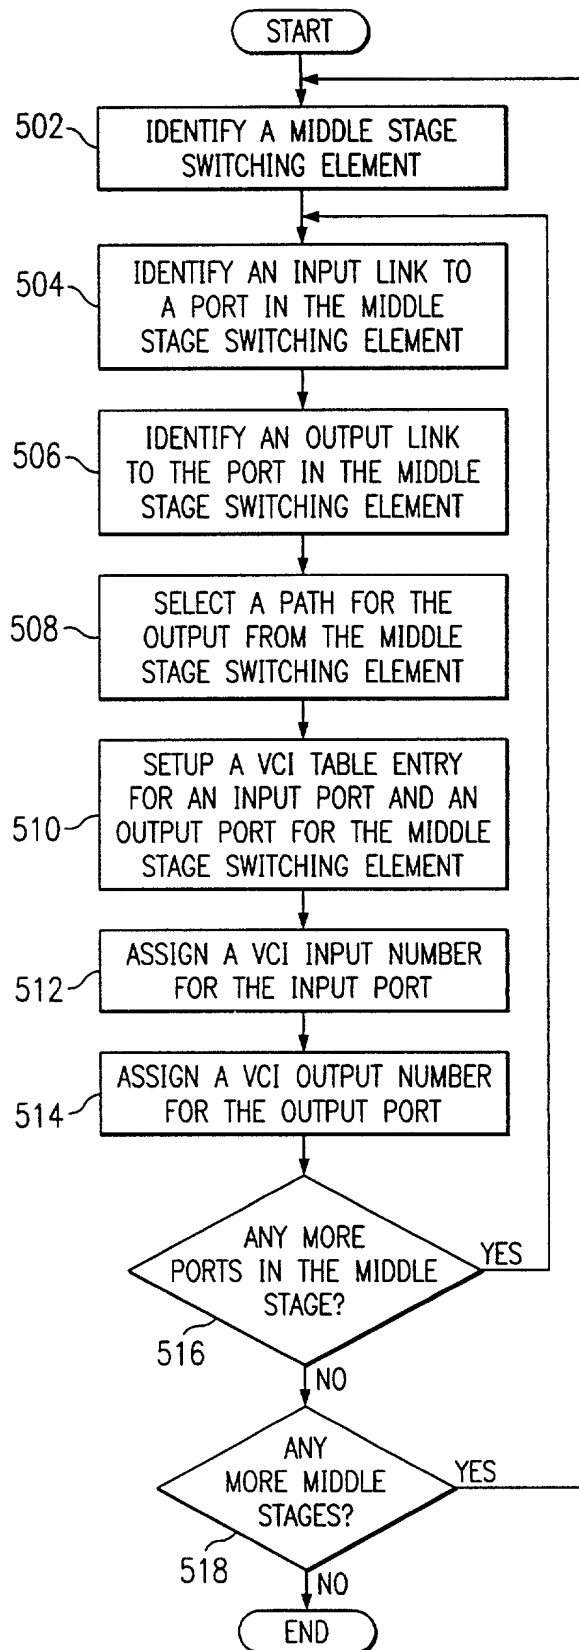 START
502
IDENTIFY A MIDDLE STAGE
SWITCHING ELEMENT
504
IDENTIFY AN INPUT LINK TO
A PORT IN THE MIDDLE
STAGE SWITCHING ELEMENT
506
IDENTIFY AN OUTPUT LINK
TO THE PORT IN THE MIDDLE
STAGE SWITCHING ELEMENT
508
SELECT A PATH FOR THE
OUTPUT FROM THE MIDDLE
STAGE SWITCHING ELEMENT
510
SETUP A VCI TABLE ENTRY
FOR AN INPUT PORT AND AN
OUTPUT PORT FOR THE MIDDLE
STAGE SWITCHING ELEMENT
512
ASSIGN A VCI INPUT NUMBER
FOR THE INPUT PORT
514
ASSIGN A VCI OUTPUT NUMBER
FOR THE OUTPUT PORT
ANY MORE
PORTS IN THE MIDDLE
STAGE?
YES
516
NO
ANY
MORE MIDDLE
STAGES?
YES
518
NO
END